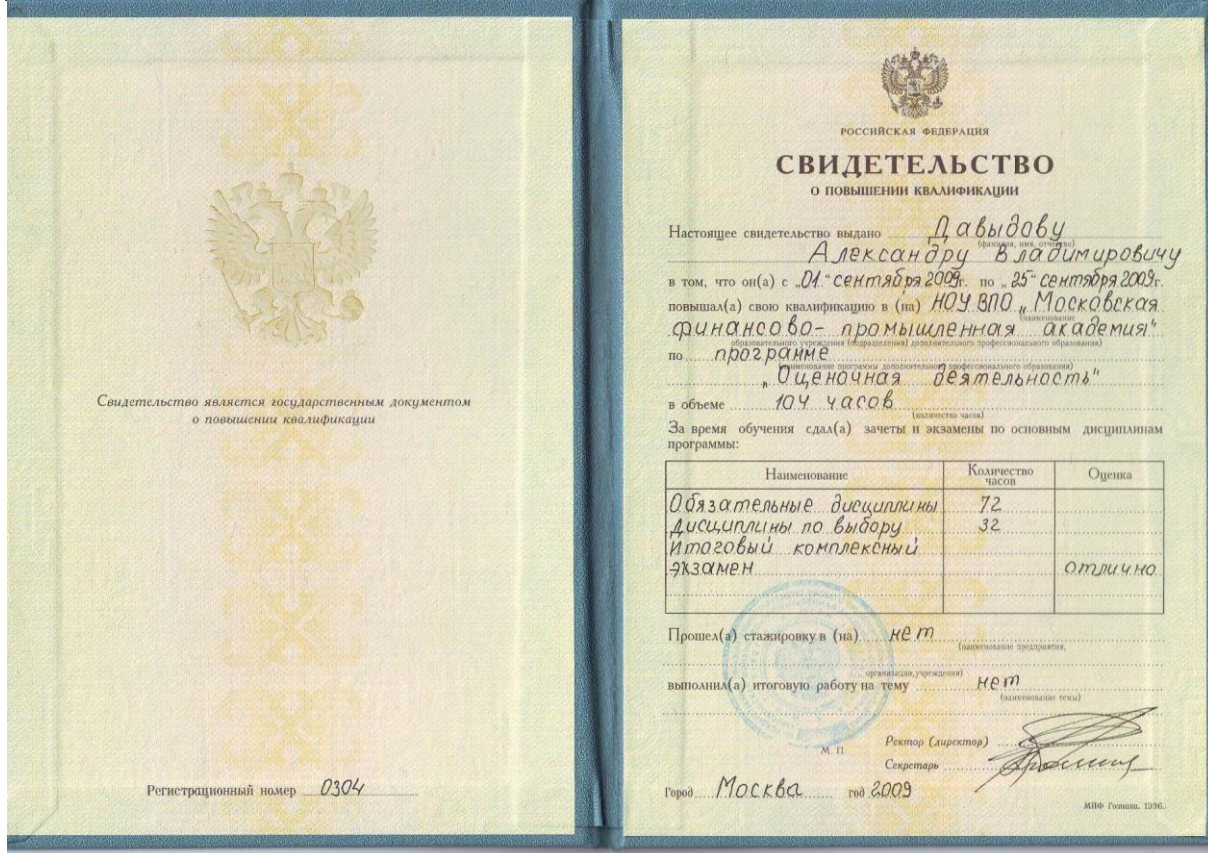 Свидетельство является государственным документом
о повышении квалификации
Регистрационный номер 0304
РОССИЙСКАЯ ФЕДЕРАЦИЯ
СВИДЕТЕЛЬСТВО
О ПОВЫШЕНИИ КВАЛИФИКАЦИИ
Настоящее свидетельство выдано Давыдову
(фамилия, имя, отчество)
Александру Владимировичу
в том, что он(а) с „01“ сентября 2009г. по „25“ сентября 2009г.
повышал(а) свою квалификацию в (на) НОУ ВПО „Московская
(наименование
финансово- промышленная академия“
образовательного учреждения (подразделения) дополнительного профессионального образования)
по программе
(наименование программы дополнительного профессионального образования)
„Оценочная деятельность“
в объеме 104 часов
(количество часов)
За время обучения сдал(а) зачеты и экзамены по основным дисциплинам
программы:
Наименование Количество часов Оценка
Обязательные дисциплины 72
Дисциплины по выбору 32
Итоговый комплексный
экзамен отлично
Прошел(а) стажировку в (на) нет
(наименование предприятия,
организации, учреждения)
выполнил(а) итоговую работу на тему нет
(наименование темы)
М. П. Ректор (директор)
Секретарь
Город Москва год 2009
МПФ Гознака. 1996.